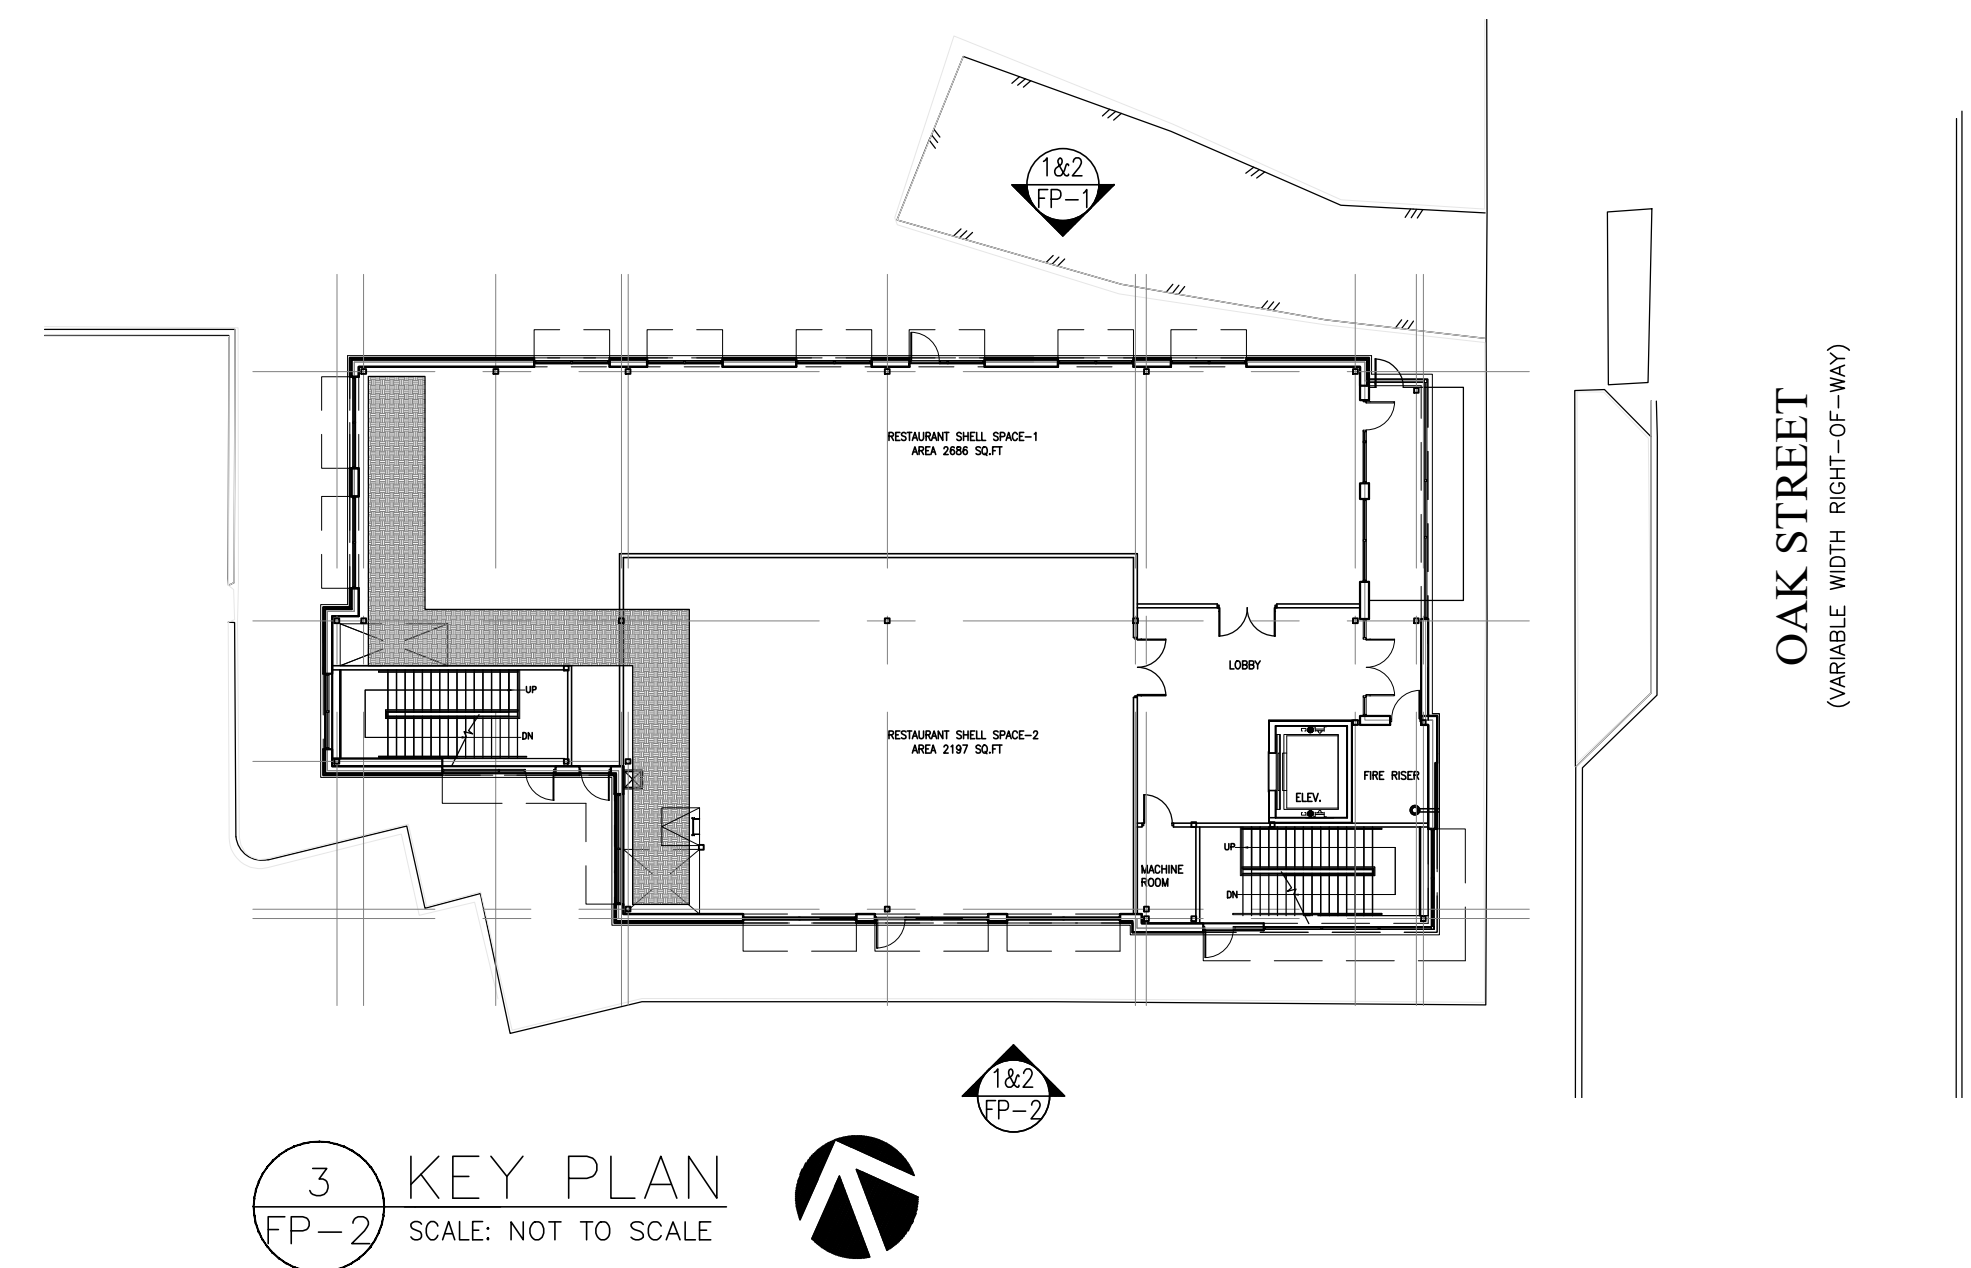 1&2
FP-1
RESTAURANT SHELL SPACE-1
AREA 2686 SQ.FT
OAK STREET
(VARIABLE WIDTH RIGHT-OF-WAY)
LOBBY
UP
DN
RESTAURANT SHELL SPACE-2
AREA 2197 SQ.FT
FIRE RISER
ELEV.
UP
MACHINE
ROOM
DN
1&2
FP-2
3
FP-2
KEY PLAN
SCALE: NOT TO SCALE